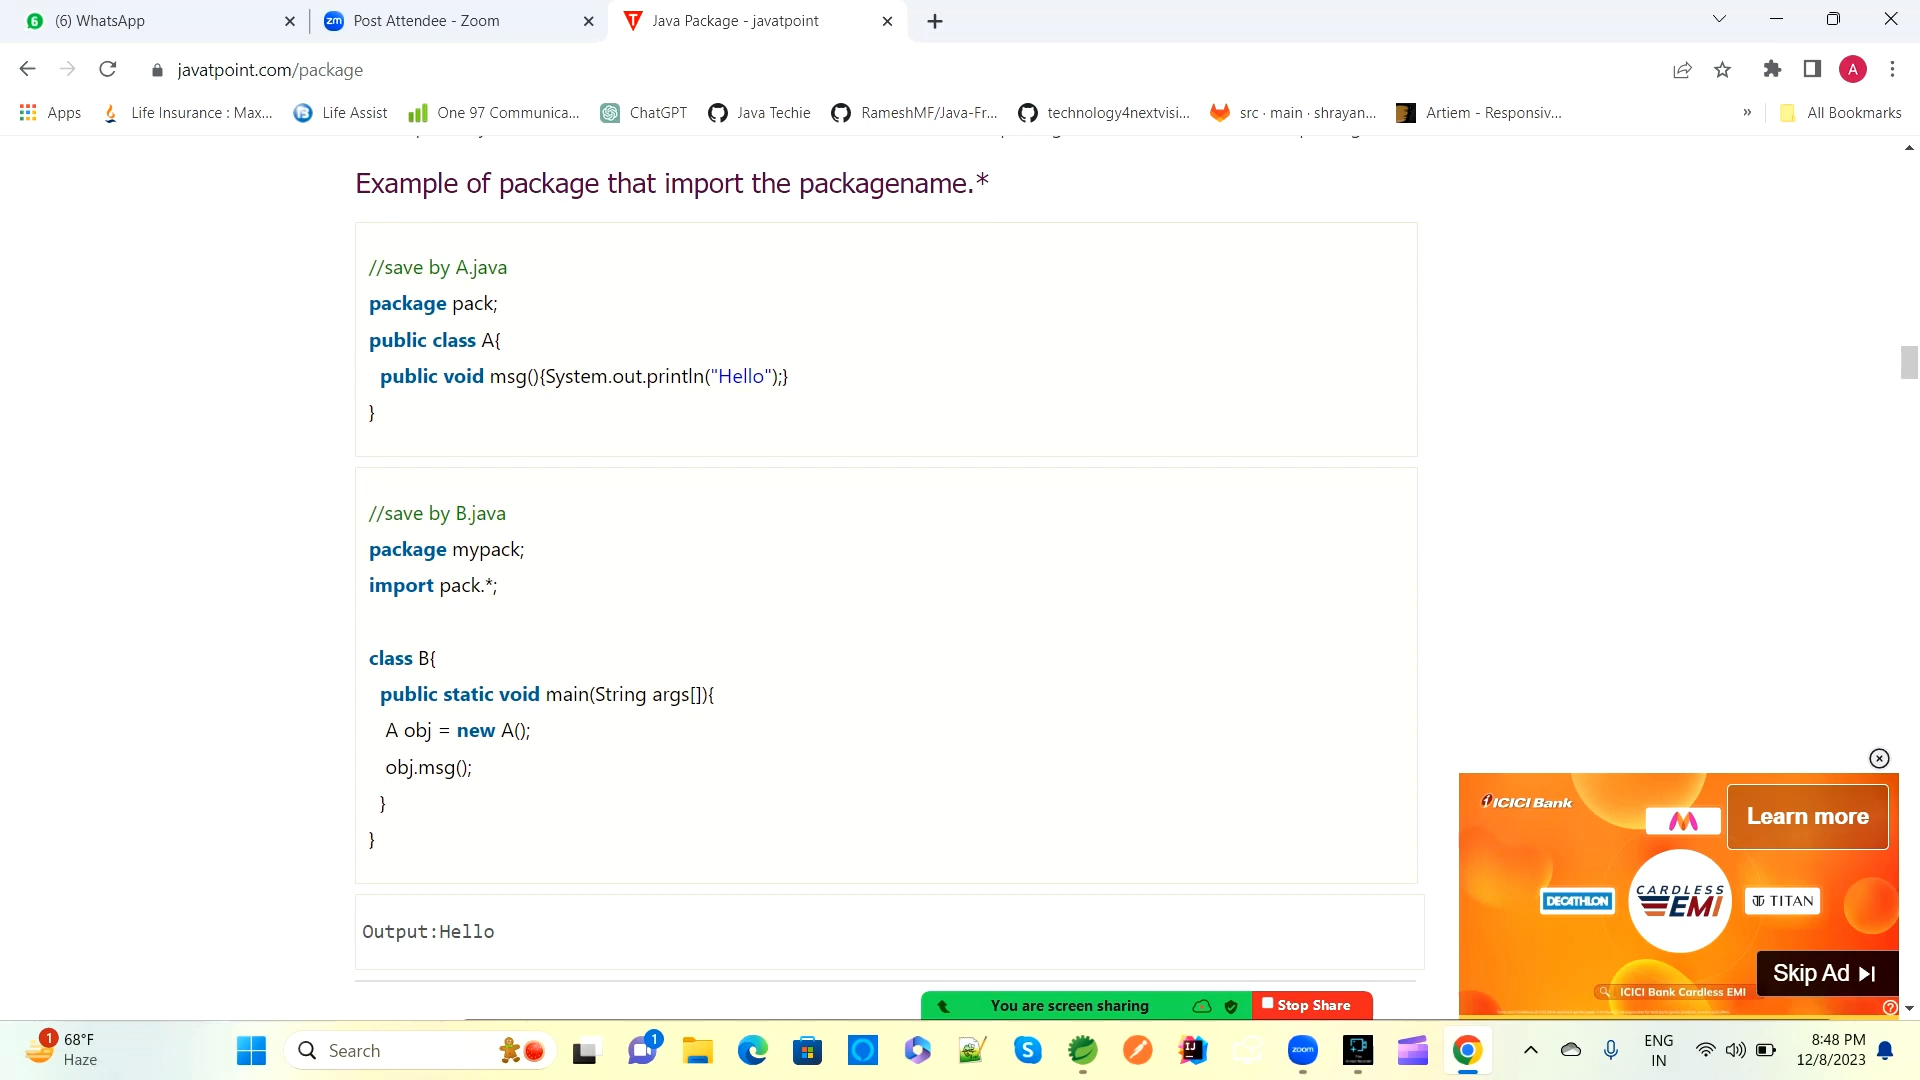 (6) WhatsApp
Post Attendee - Zoom
Java Package - javatpoint
javatpoint.com/package
A
Apps
Life Insurance : Max...
Life Assist
One 97 Communica...
ChatGPT
Java Techie
RameshMF/Java-Fr...
technology4nextvisi...
src · main · shrayan...
Artiem - Responsiv...
»
All Bookmarks
Example of package that import the packagename.*
//save by A.java
package pack;
public class A{
public void msg(){System.out.println("Hello");}
}
//save by B.java
package mypack;
import pack.*;
class B{
public static void main(String args[]){
A obj = new A();
obj.msg();
}
}
Output:Hello
ICICI Bank
Learn more
DECATHLON
CARDLESS
EMI
TITAN
Skip Ad
ICICI Bank Cardless EMI
You are screen sharing
Stop Share
1
68°F
Haze
Search
1
zoom
ENG
IN
8:48 PM
12/8/2023